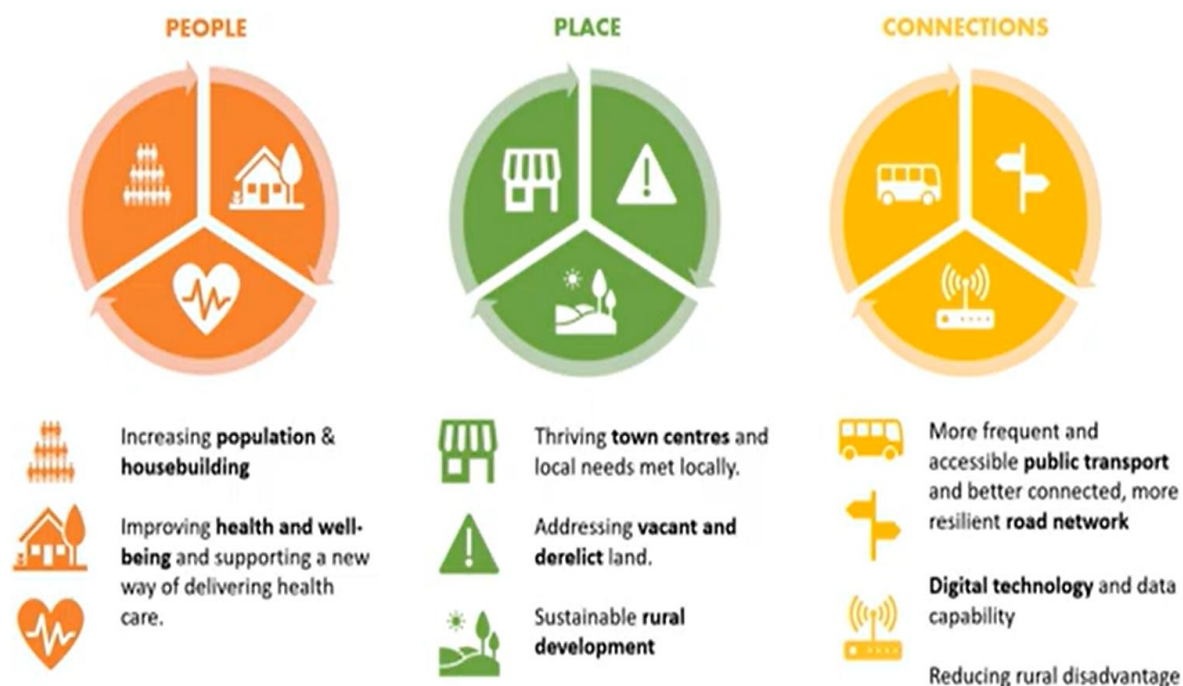 PEOPLE
PLACE
CONNECTIONS
Increasing population &
housebuilding
Improving health and well-
being and supporting a new
way of delivering health
care.
Thriving town centres and
local needs met locally.
Addressing vacant and
derelict land.
Sustainable rural
development
More frequent and
accessible public transport
and better connected, more
resilient road network
Digital technology and data
capability
Reducing rural disadvantage